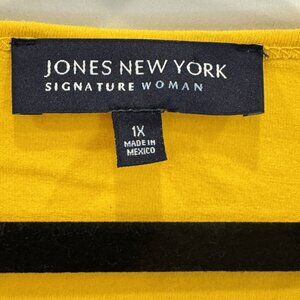 JONES NEW YORK
SIGNATURE WOMAN
1X
MADE IN
MEXICO